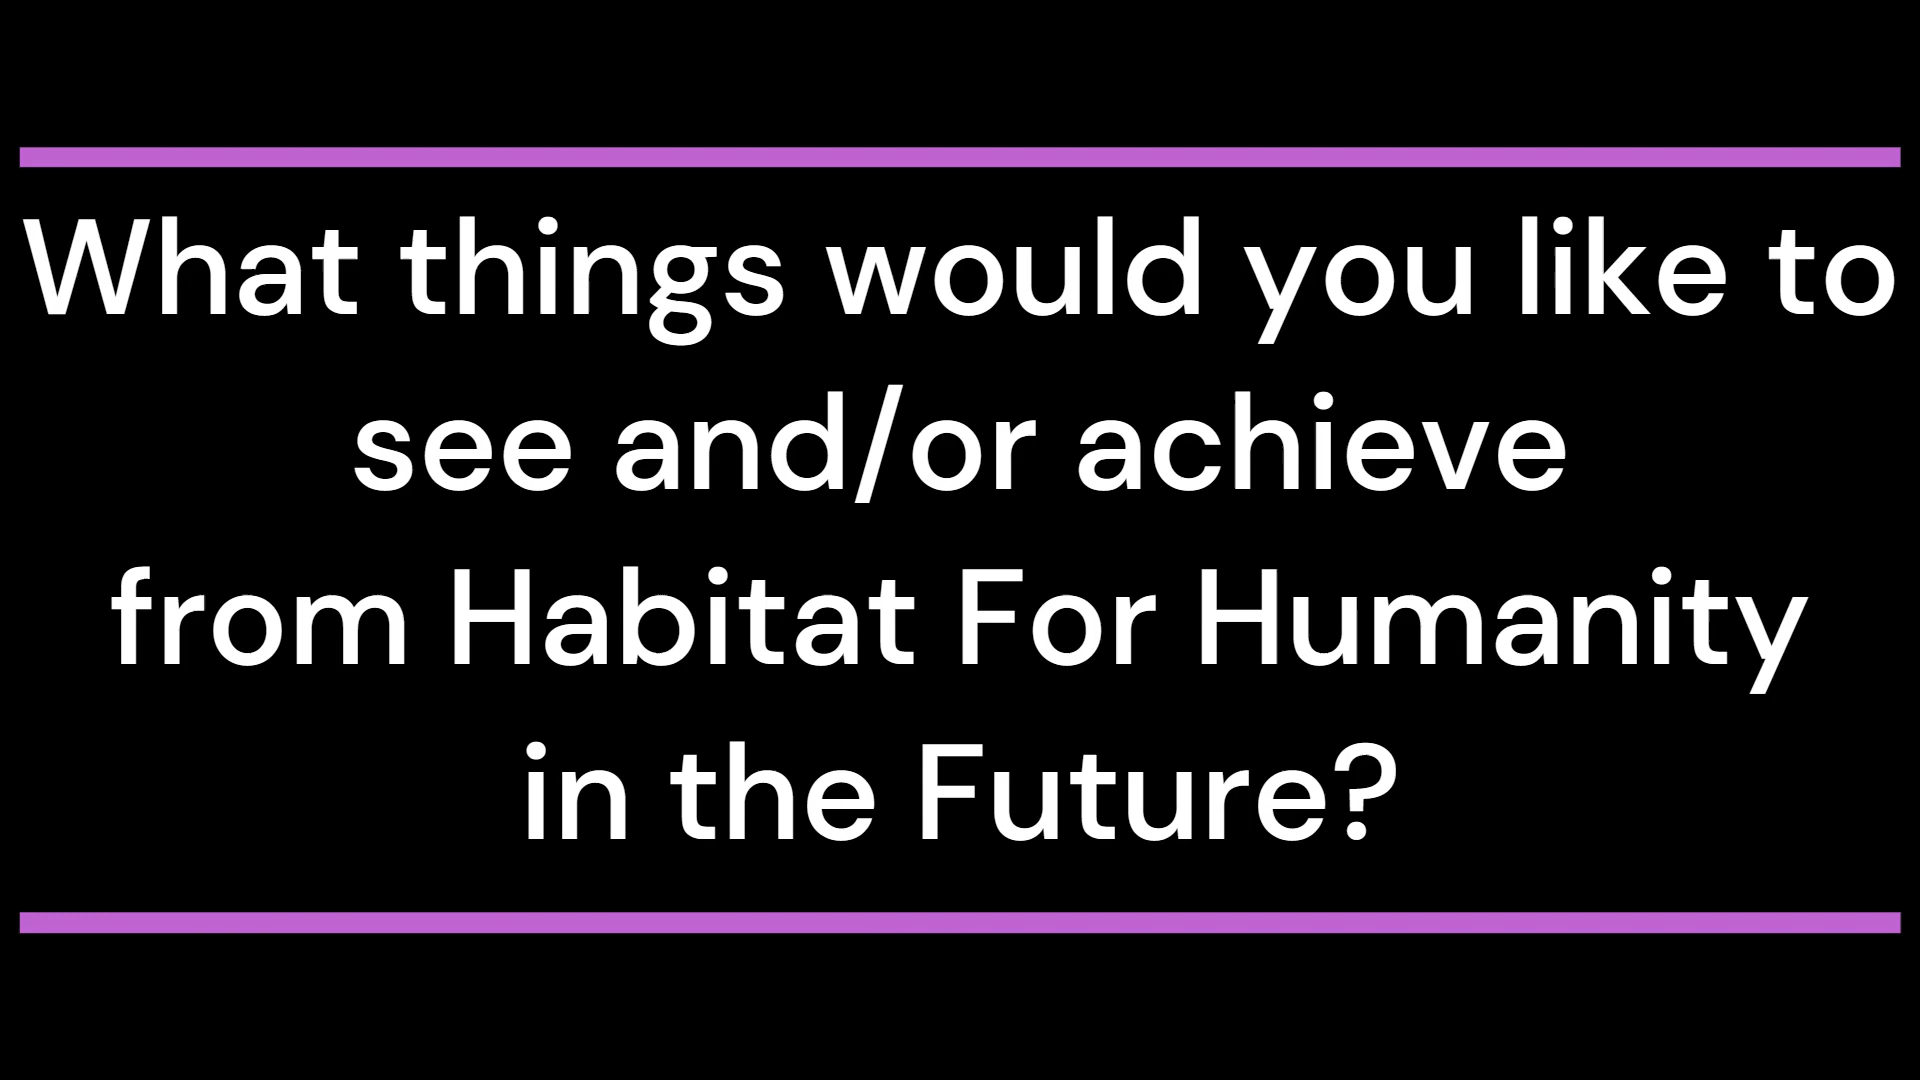 What things would you like to
see and/or achieve
from Habitat For Humanity
in the Future?